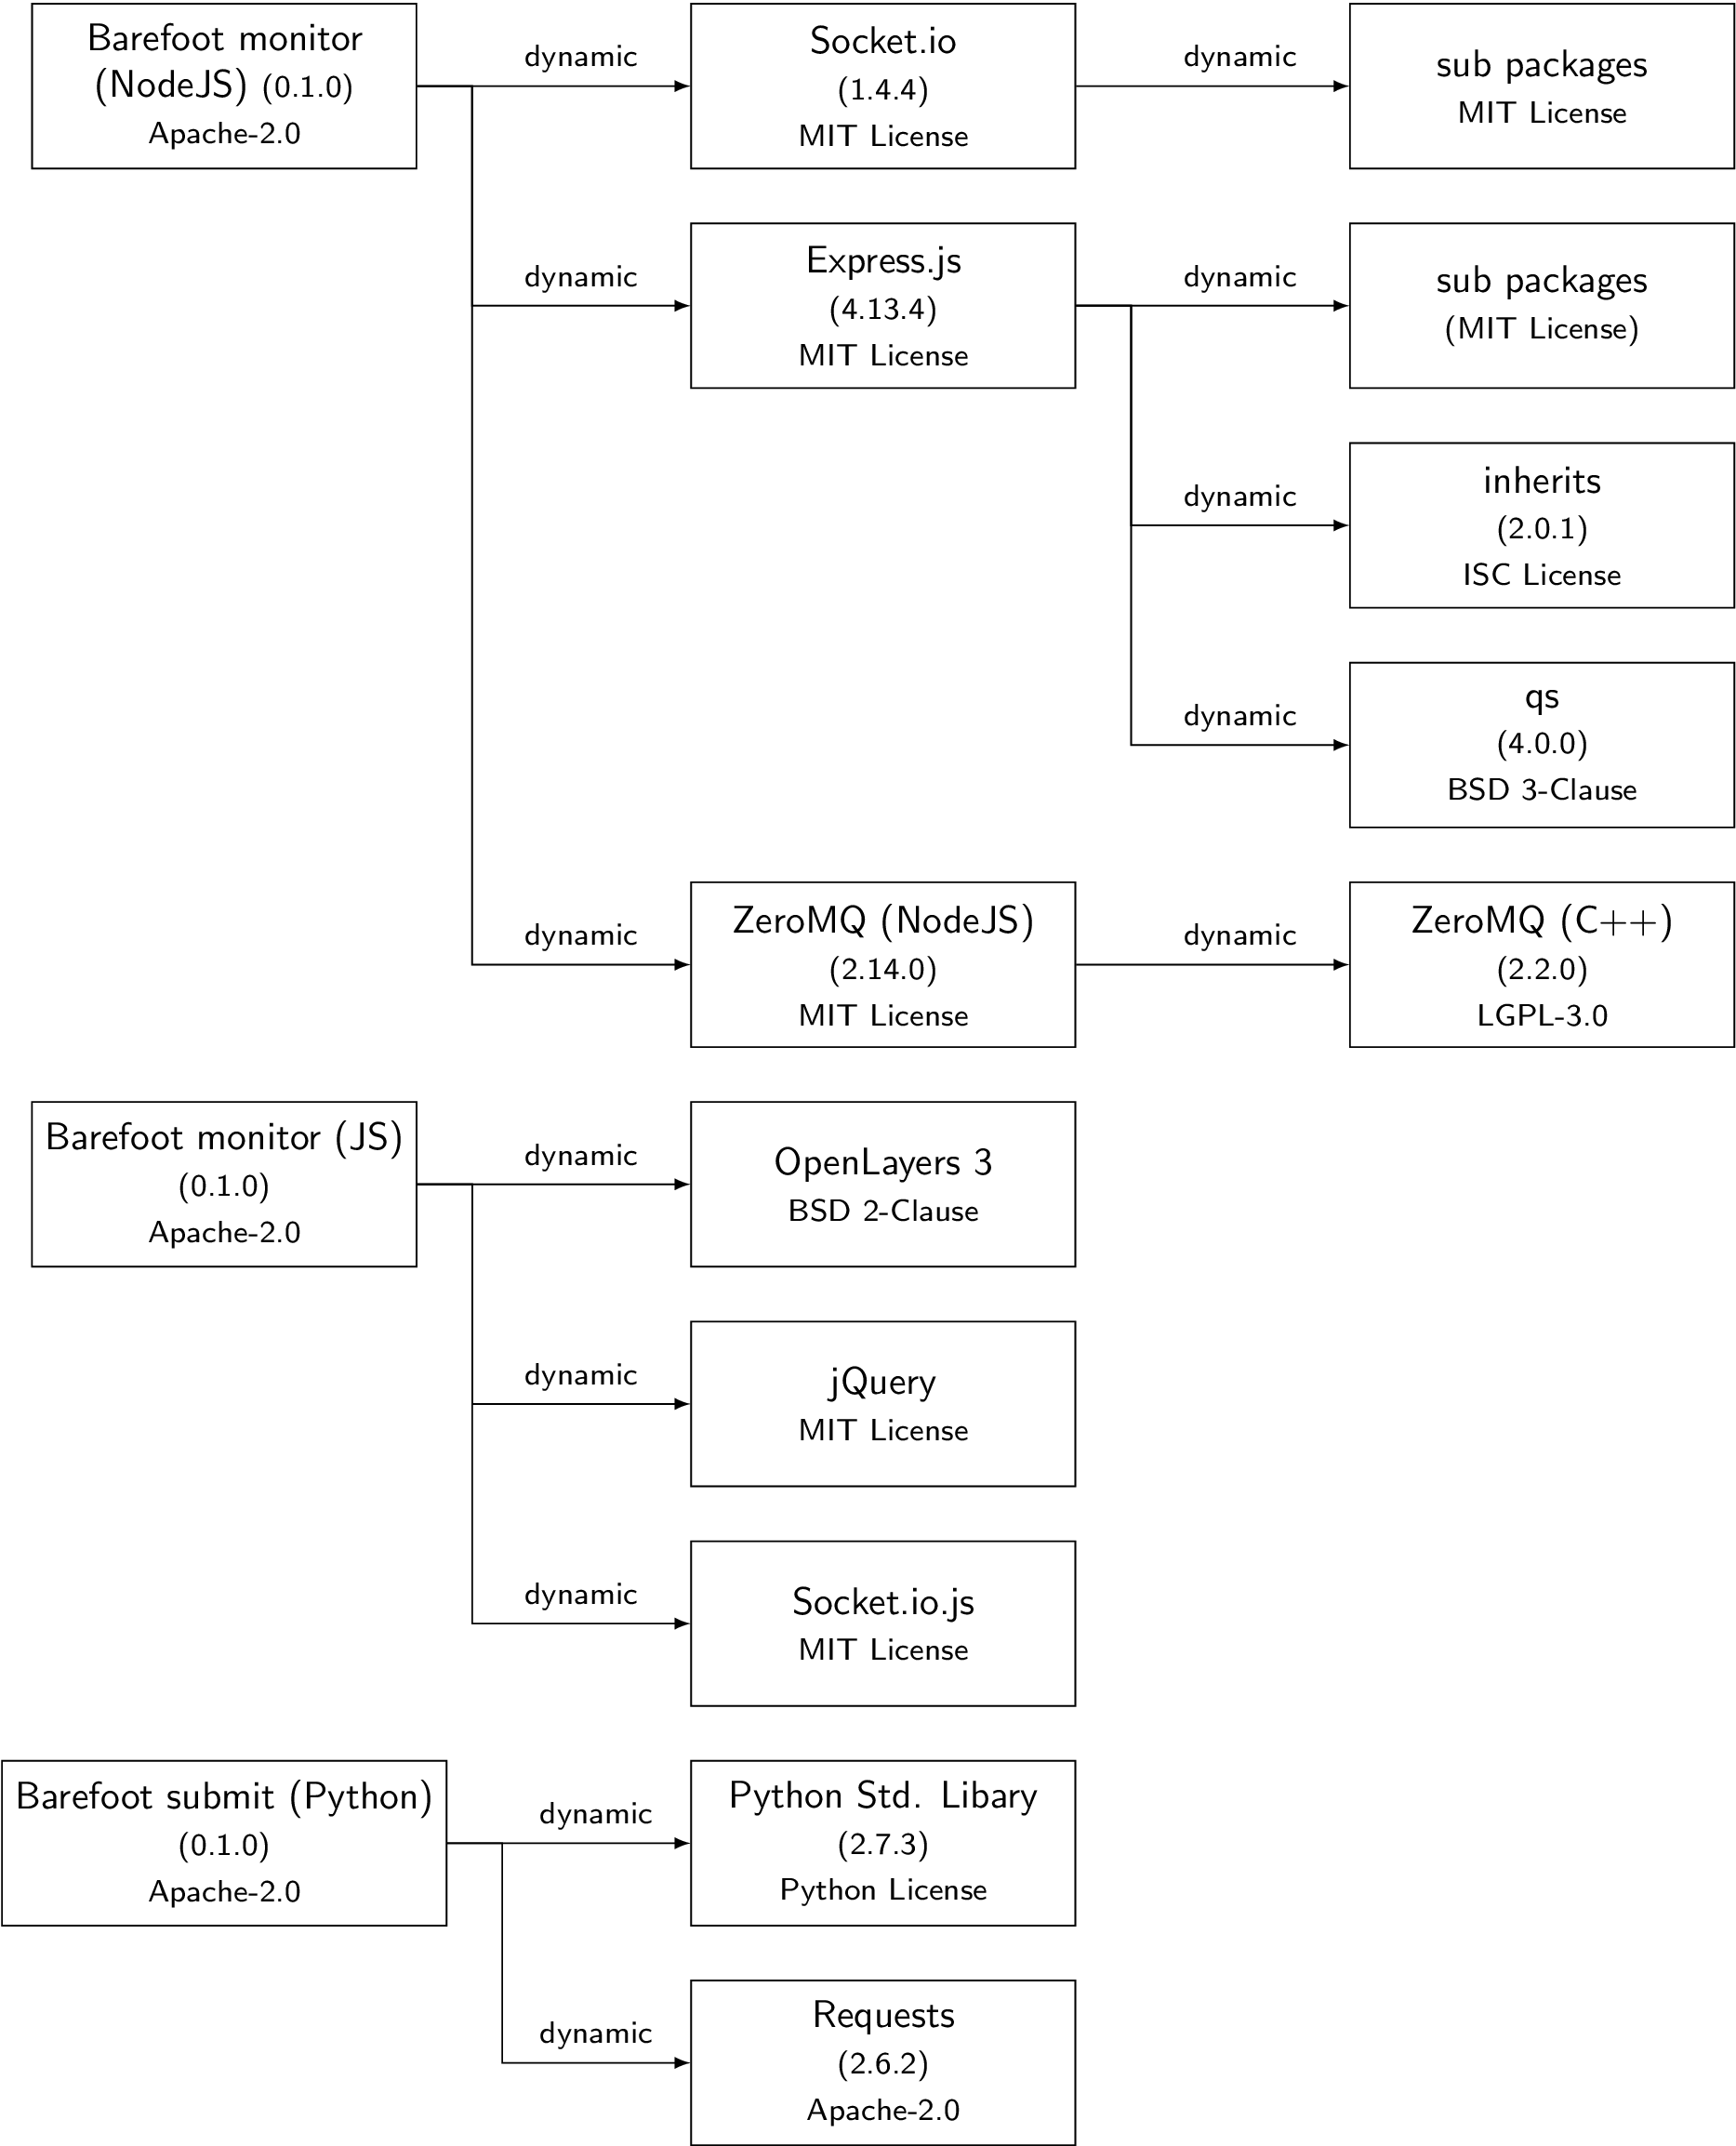 Barefoot monitor
(NodeJS) (0.1.0)
Apache-2.0
dynamic
Socket.io
(1.4.4)
MIT License
dynamic
sub packages
MIT License
dynamic
Express.js
(4.13.4)
MIT License
dynamic
sub packages
(MIT License)
dynamic
inherits
(2.0.1)
ISC License
dynamic
qs
(4.0.0)
BSD 3-Clause
dynamic
ZeroMQ (NodeJS)
(2.14.0)
MIT License
dynamic
ZeroMQ (C++)
(2.2.0)
LGPL-3.0
Barefoot monitor (JS)
(0.1.0)
Apache-2.0
dynamic
OpenLayers 3
BSD 2-Clause
dynamic
jQuery
MIT License
dynamic
Socket.io.js
MIT License
Barefoot submit (Python)
(0.1.0)
Apache-2.0
dynamic
Python Std. Libary
(2.7.3)
Python License
dynamic
Requests
(2.6.2)
Apache-2.0